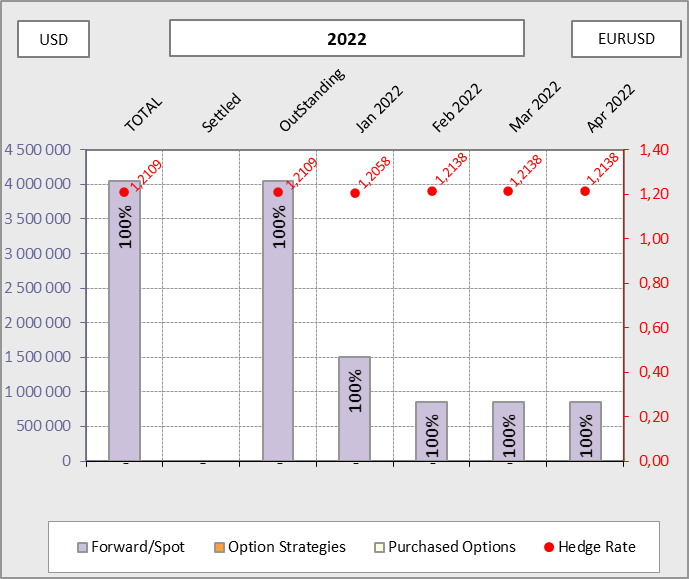 USD
2022
EURUSD
TOTAL
Settled
OutStanding
Jan 2022
Feb 2022
Mar 2022
Apr 2022
4 500 000
4 000 000
3 500 000
3 000 000
2 500 000
2 000 000
1 500 000
1 000 000
500 000
0
1,40
1,20
1,00
0,80
0,60
0,40
0,20
0,00
1,2109
1,2109
1,2058
1,2138
1,2138
1,2138
100%
100%
100%
100%
100%
100%
Forward/Spot
Option Strategies
Purchased Options
Hedge Rate